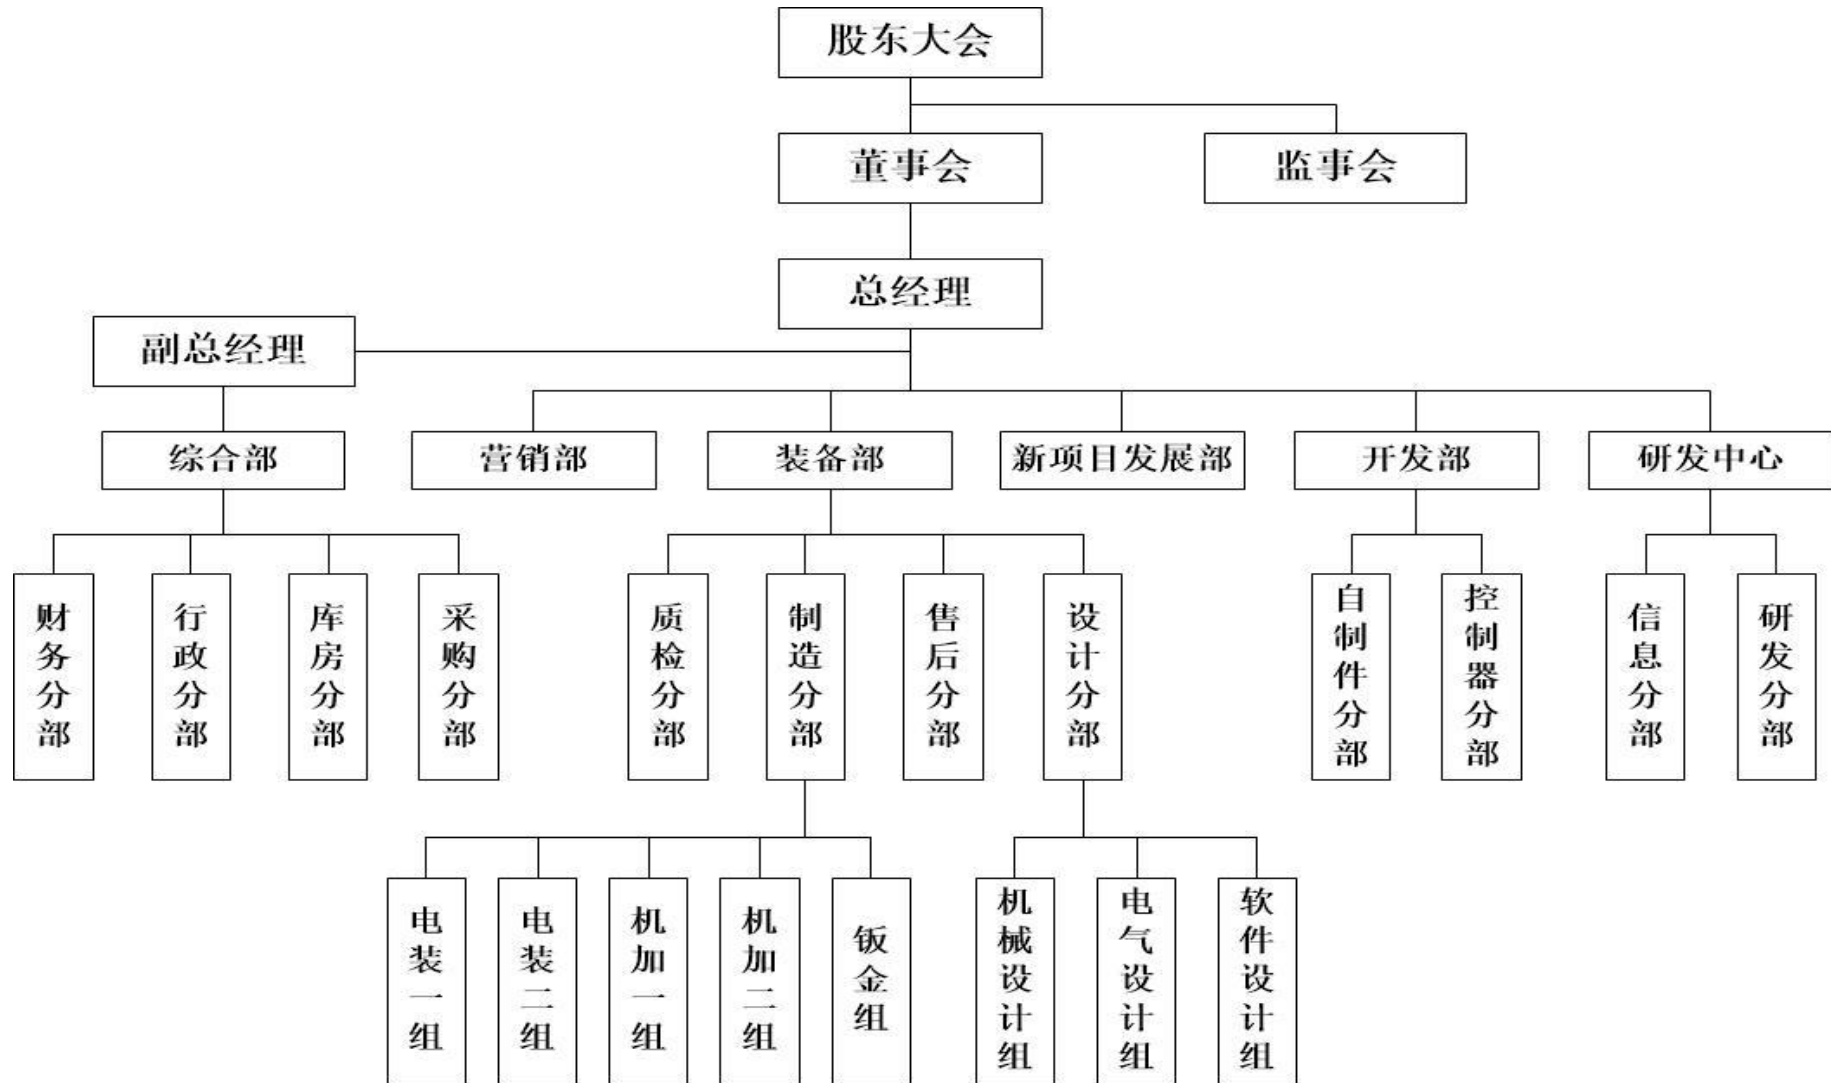 股东大会
董事会
监事会
总经理
副总经理
综合部
营销部
装备部
新项目发展部
开发部
研发中心
财务分部
行政分部
库房分部
采购分部
质检分部
制造分部
售后分部
设计分部
自制件分部
控制器分部
信息分部
研发分部
电装一组
电装二组
机加一组
机加二组
钣金组
机械设计组
电气设计组
软件设计组